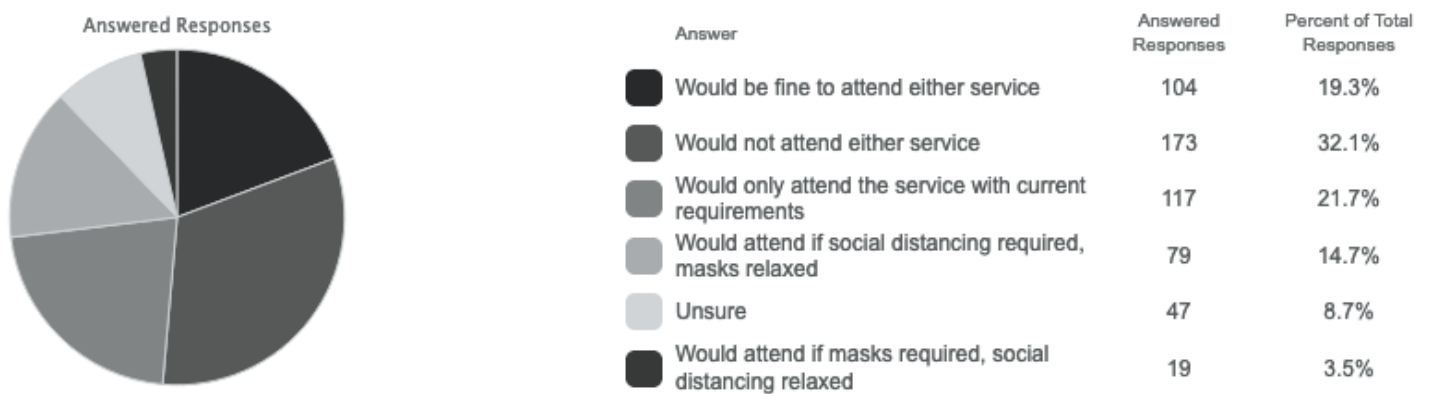 Answered Responses
Answer
Answered
Responses
Percent of Total
Responses
Would be fine to attend either service
104
19.3%
Would not attend either service
173
32.1%
Would only attend the service with current
requirements
117
21.7%
Would attend if social distancing required,
masks relaxed
79
14.7%
Unsure
47
8.7%
Would attend if masks required, social
distancing relaxed
19
3.5%